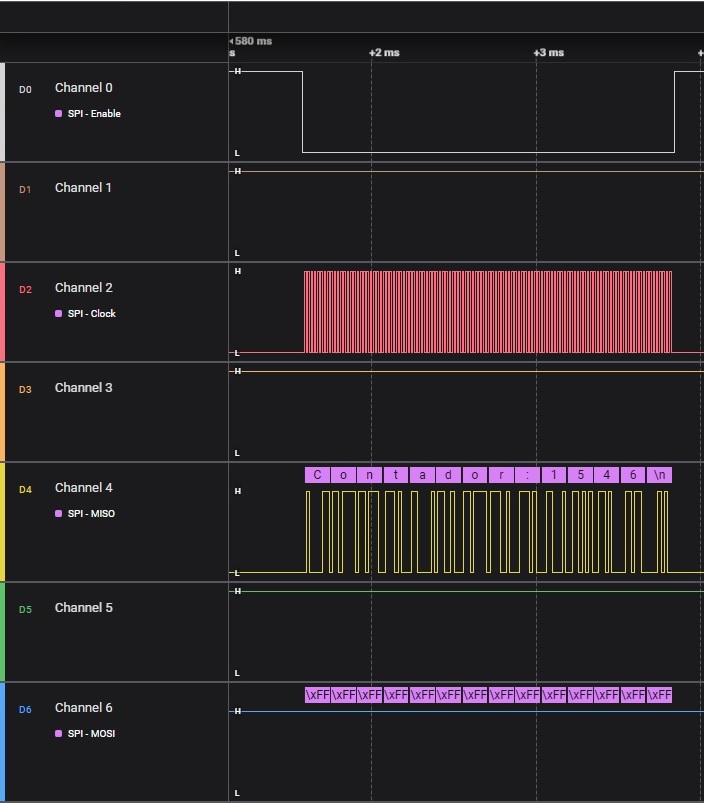 580 ms
s +2 ms +3 ms +
D0 Channel 0 H
SPI - Enable
L
D1 Channel 1 H
L
D2 Channel 2 H
SPI - Clock
L
D3 Channel 3 H
L
C o n t a d o r : 1 5 4 6 \n
D4 Channel 4 H
SPI - MISO
L
D5 Channel 5 H
L
\xFF \xFF \xFF \xFF \xFF \xFF \xFF \xFF \xFF \xFF \xFF \xFF \xFF \xFF
D6 Channel 6 H
SPI - MOSI
L